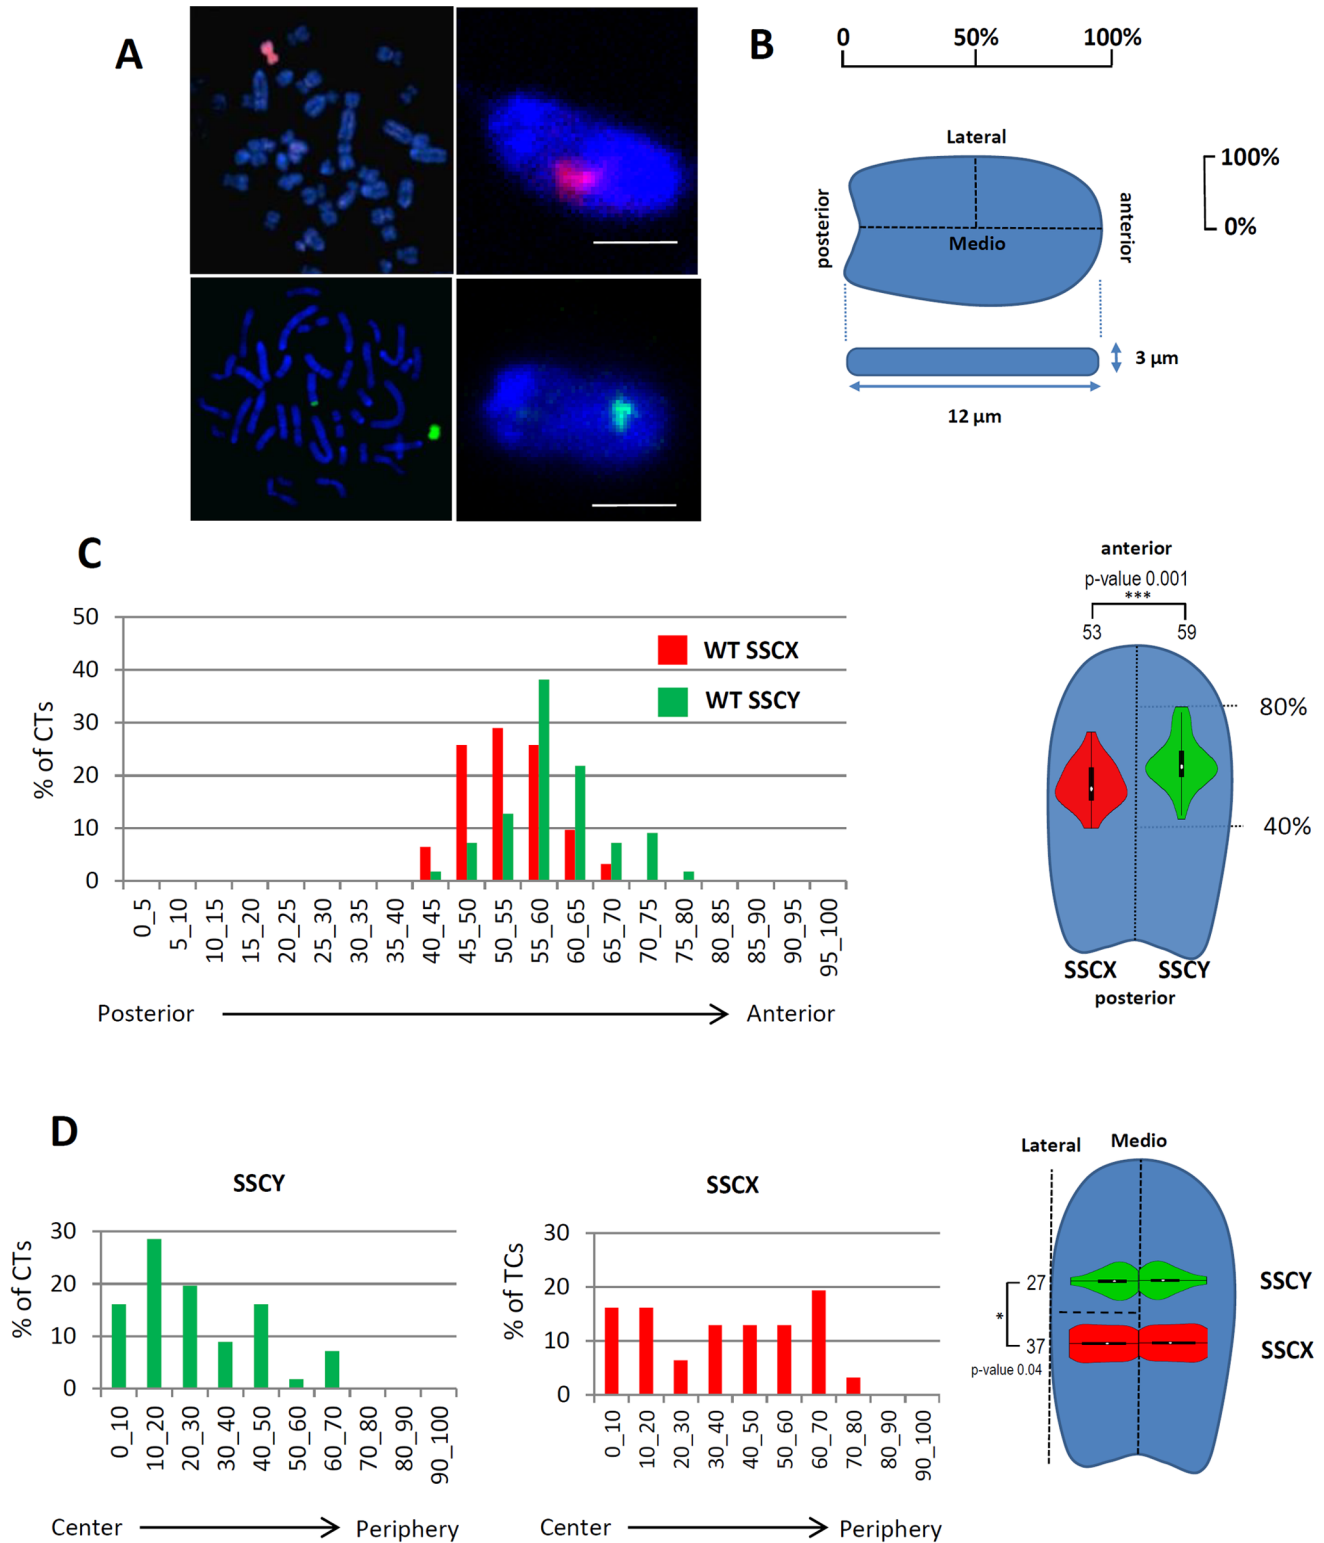 A
B
0 50% 100%
Lateral
100%
posterior
anterior
0%
Medio
3 µm
12 µm
C
anterior
p-value 0.001
***
53 59
50
40
30
20
10
0
% of CTs
WT SSCX
WT SSCY
80%
40%
0_5
5_10
10_15
15_20
20_25
25_30
30_35
35_40
40_45
45_50
50_55
55_60
60_65
65_70
70_75
75_80
80_85
85_90
90_95
95_100
SSCX SSCY
posterior
Posterior Anterior
D
SSCY
30
20
10
0
% of CTs
0_10
10_20
20_30
30_40
40_50
50_60
60_70
70_80
80_90
90_100
Center Periphery
SSCX
30
20
10
0
% of TCs
0_10
10_20
20_30
30_40
40_50
50_60
60_70
70_80
80_90
90_100
Center Periphery
Lateral Medio
27
SSCY
*
37
SSCX
p-value 0.04